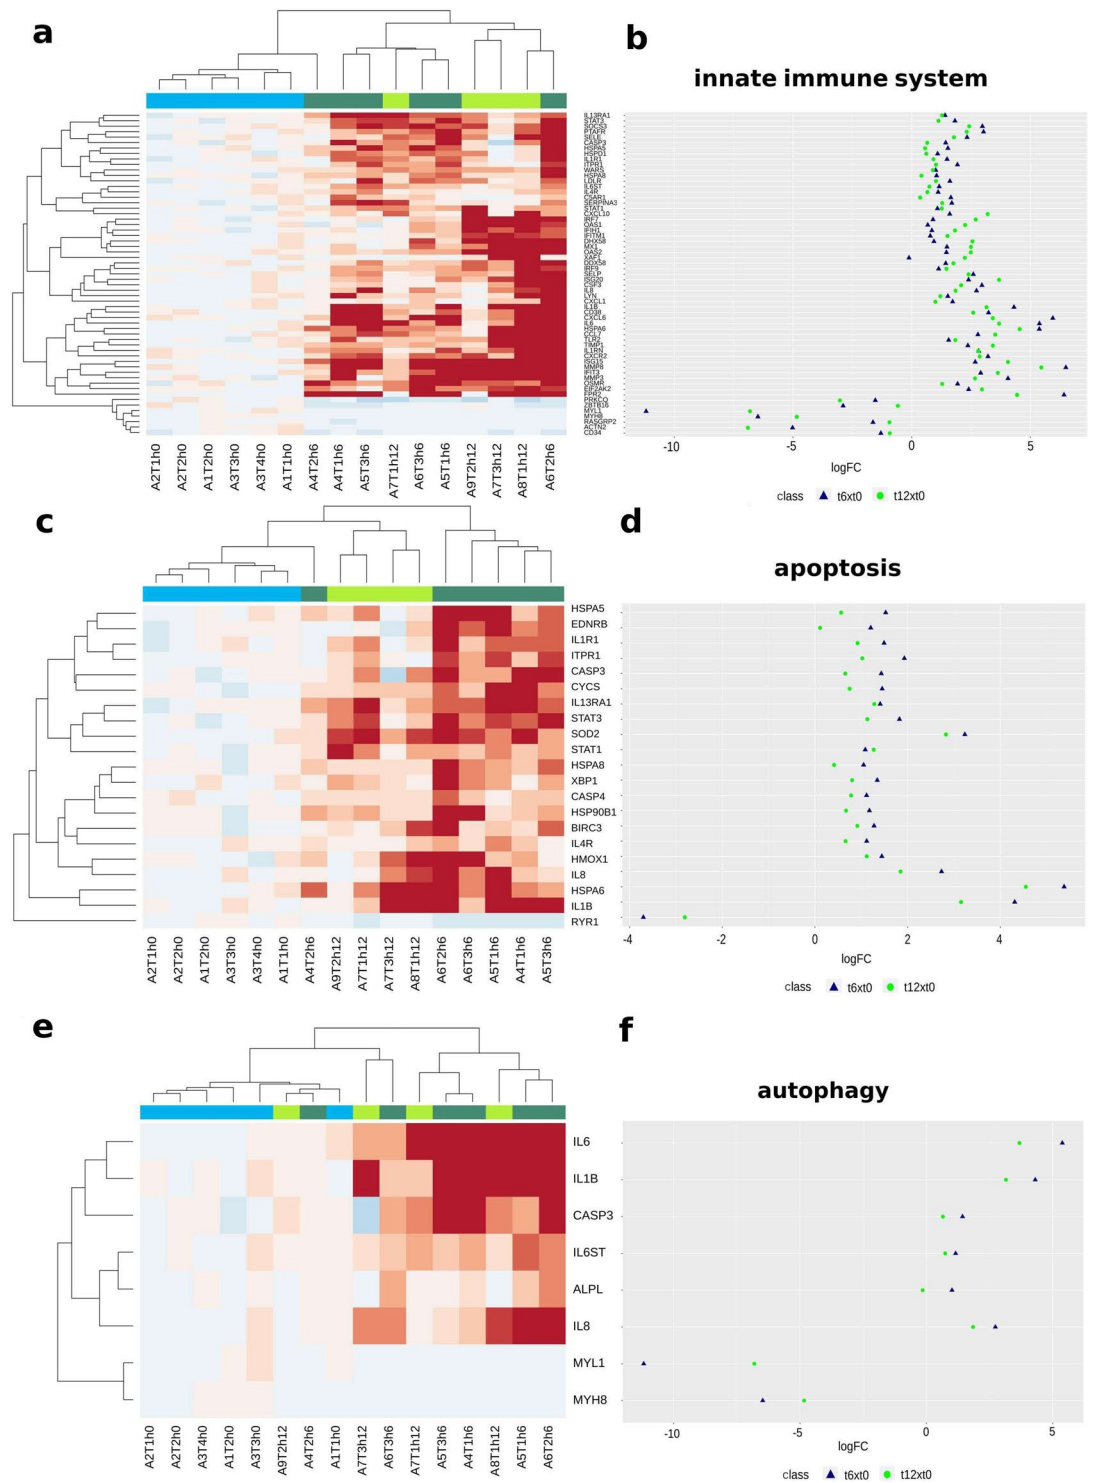 a
b
innate immune system
IL13RA1
STAT3
SOCS3
PTAFR
SELE
CASP3
HSPA5
HSPD1
IL1R1
ITPR1
WARS
HSPA8
LDLR
IL6ST
IL4R
C5AR1
SERPINA3
STAT1
CXCL10
IRF7
OAS1
IFIH1
IFITM1
DHX58
MX1
OAS2
XAF1
DDX58
IRF9
SELP
ISG20
CSF3
IL8
LYN
CXCL1
IL1B
CD38
CXCL6
IL6
HSPA6
CCL7
TLR2
TIMP1
IL1RN
CXCR2
ISG15
MMP8
IFIT3
MMP3
OSMR
EIF2AK2
FPR2
PRKCQ
ZBTB16
MYL1
MYH8
RASGRP2
ACTN2
CD34
A2T1h0
A2T2h0
A1T2h0
A3T3h0
A3T4h0
A1T1h0
A4T2h6
A4T1h6
A5T3h6
A7T1h12
A6T3h6
A5T1h6
A9T2h12
A7T3h12
A8T1h12
A6T2h6
-10 -5 0 5
logFC
class t6xt0 t12xt0
c
d
apoptosis
HSPA5
EDNRB
IL1R1
ITPR1
CASP3
CYCS
IL13RA1
STAT3
SOD2
STAT1
HSPA8
XBP1
CASP4
HSP90B1
BIRC3
IL4R
HMOX1
IL8
HSPA6
IL1B
RYR1
A2T1h0
A2T2h0
A1T2h0
A3T3h0
A3T4h0
A1T1h0
A4T2h6
A9T2h12
A7T1h12
A7T3h12
A8T1h12
A6T2h6
A6T3h6
A5T1h6
A4T1h6
A5T3h6
-4 -2 0 2 4
logFC
class t6xt0 t12xt0
e
f
autophagy
IL6
IL1B
CASP3
IL6ST
ALPL
IL8
MYL1
MYH8
A2T1h0
A2T2h0
A3T4h0
A1T2h0
A3T3h0
A9T2h12
A4T2h6
A1T1h0
A7T3h12
A6T3h6
A7T1h12
A5T3h6
A4T1h6
A8T1h12
A5T1h6
A6T2h6
-10 -5 0 5
logFC
class t6xt0 t12xt0